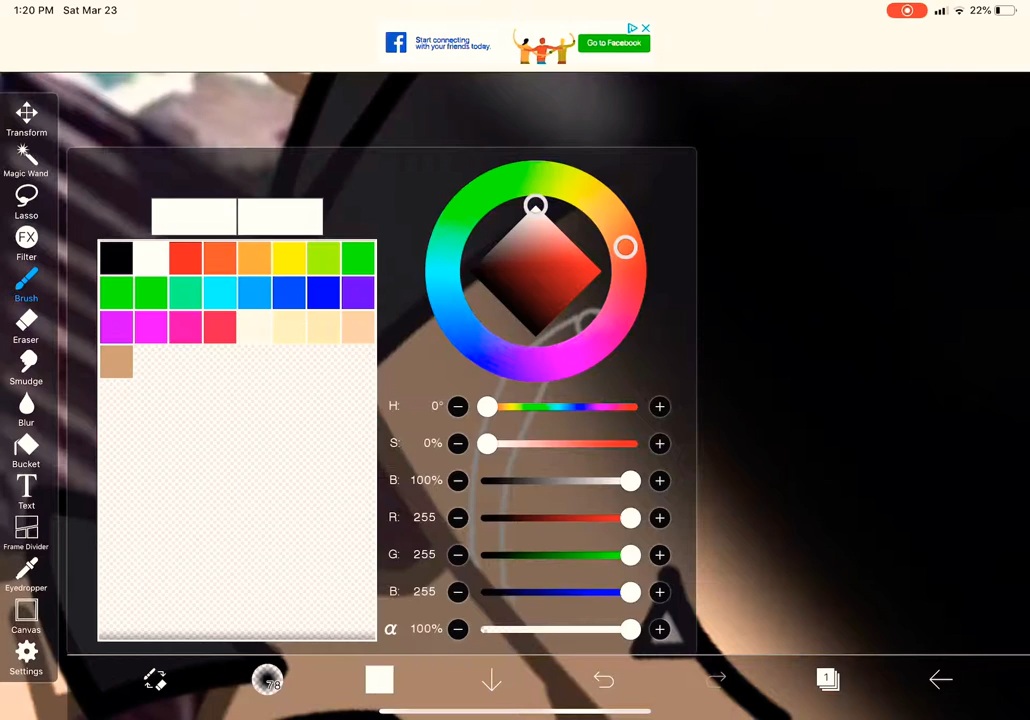 1:20 PM Sat Mar 23
22%
f Start connecting
with your friends today.
Go to Facebook
Transform
Magic Wand
Lasso
FX
Filter
Brush
Eraser
Smudge
Blur
Bucket
T
Text
Frame Divider
Eyedropper
Canvas
Settings
H: 0°
S: 0%
B: 100%
R: 255
G: 255
B: 255
α 100%
78
1